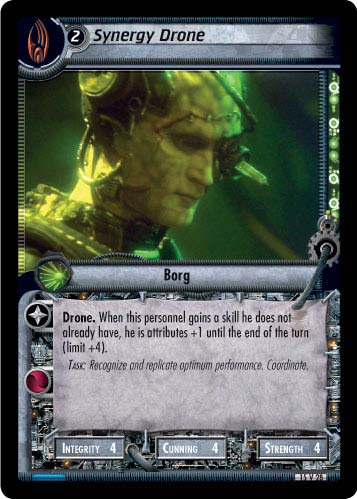 2 Synergy Drone
Borg
Drone. When this personnel gains a skill he does not
already have, he is attributes +1 until the end of the turn
(limit +4).
Task: Recognize and replicate optimum performance. Coordinate.
Integrity 4 Cunning 4 Strength 4
15 V 28